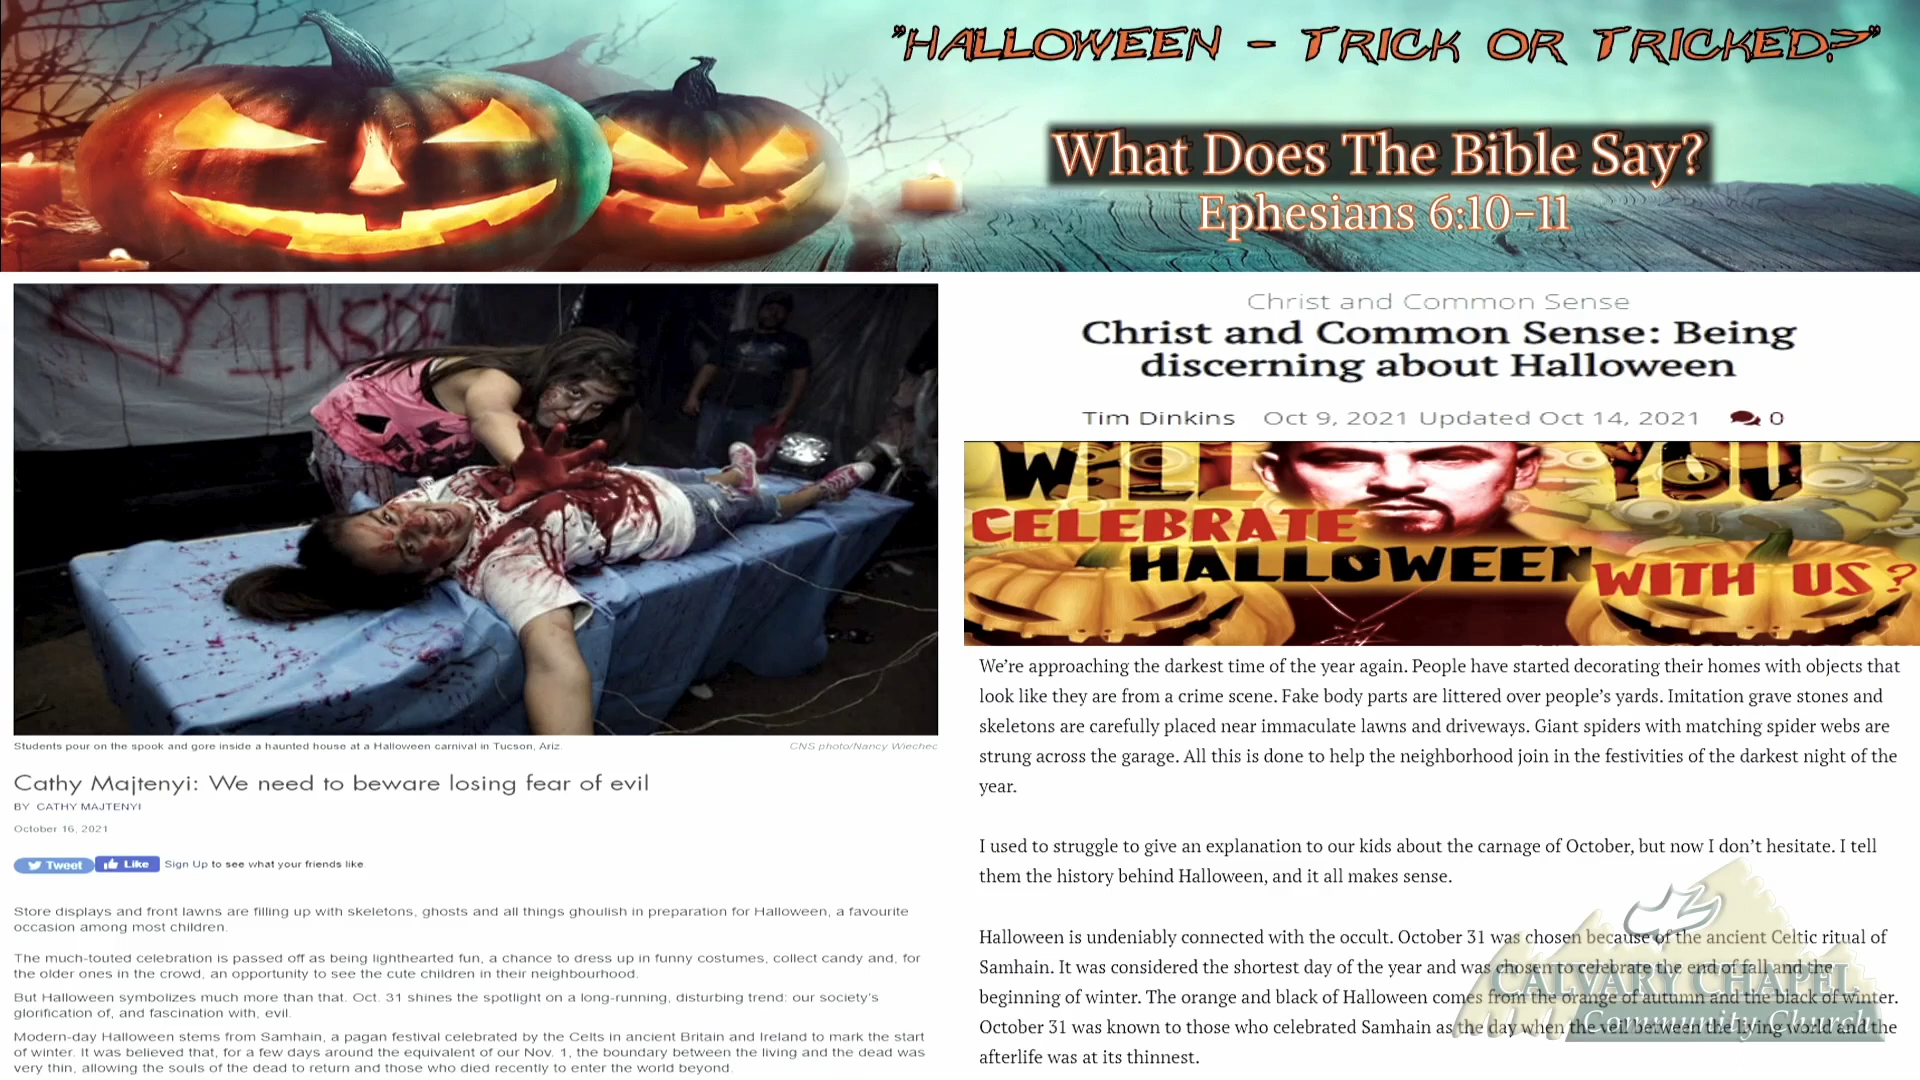 "HALLOWEEN - TRICK OR TRICKED?"
What Does The Bible Say?
Ephesians 6:10-11
Y INSIDE
Students pour on the spook and gore inside a haunted house at a Halloween carnival in Tucson, Ariz.
CNS photo/Nancy Wiechec
Cathy Majtenyi: We need to beware losing fear of evil
BY CATHY MAJTENYI
October 16, 2021
Tweet Like Sign Up to see what your friends like.
Store displays and front lawns are filling up with skeletons, ghosts and all things ghoulish in preparation for Halloween, a favourite
occasion among most children.
The much-touted celebration is passed off as being lighthearted fun, a chance to dress up in funny costumes, collect candy and, for
the older ones in the crowd, an opportunity to see the cute children in their neighbourhood.
But Halloween symbolizes much more than that. Oct. 31 shines the spotlight on a long-running, disturbing trend: our society's
glorification of, and fascination with, evil.
Modern-day Halloween stems from Samhain, a pagan festival celebrated by the Celts in ancient Britain and Ireland to mark the start
of winter. It was believed that, for a few days around the equivalent of our Nov. 1, the boundary between the living and the dead was
very thin, allowing the souls of the dead to return and those who died recently to enter the world beyond.
Christ and Common Sense
Christ and Common Sense: Being
discerning about Halloween
Tim Dinkins Oct 9, 2021 Updated Oct 14, 2021 0
WILL YOU
CELEBRATE
HALLOWEEN WITH US?
We're approaching the darkest time of the year again. People have started decorating their homes with objects that
look like they are from a crime scene. Fake body parts are littered over people's yards. Imitation grave stones and
skeletons are carefully placed near immaculate lawns and driveways. Giant spiders with matching spider webs are
strung across the garage. All this is done to help the neighborhood join in the festivities of the darkest night of the
year.
I used to struggle to give an explanation to our kids about the carnage of October, but now I don't hesitate. I tell
them the history behind Halloween, and it all makes sense.
Halloween is undeniably connected with the occult. October 31 was chosen because of the ancient Celtic ritual of
Samhain. It was considered the shortest day of the year and was chosen to celebrate the end of fall and the
beginning of winter. The orange and black of Halloween comes from the orange of autumn and the black of winter.
October 31 was known to those who celebrated Samhain as the day when the veil between the living world and the
afterlife was at its thinnest.
CALVARY CHAPEL
Community Church